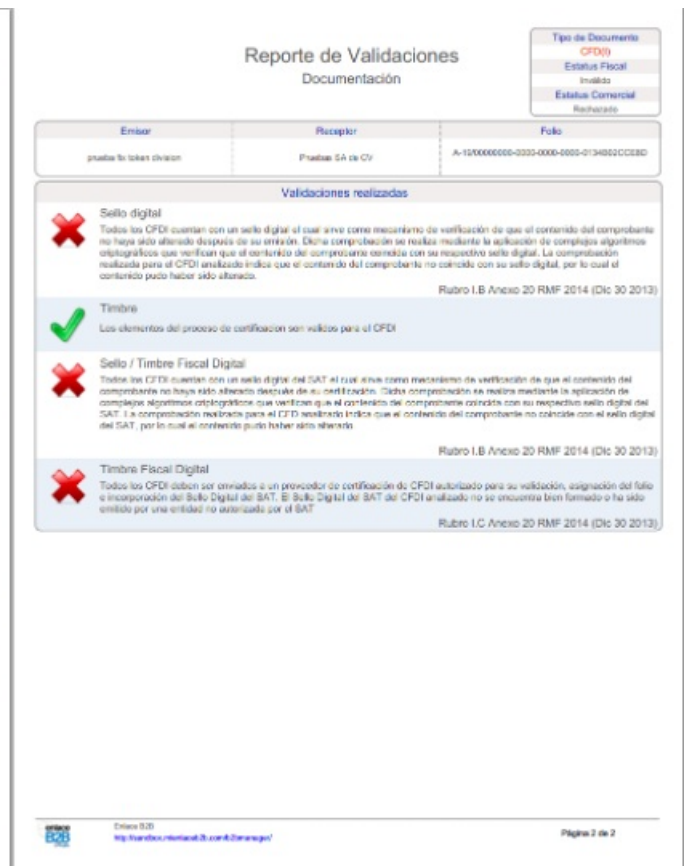 Reporte de Validaciones
Documentación
Tipo de Documento
CFD(I)
Estatus Fiscal
Inválido
Estatus Comercial
Rechazado
Emisor
Receptor
Folio
prueba fix token division
Pruebas SA de CV
Validaciones realizadas
Sello digital
Todos los CFDI cuentan con un sello digital el cual sirve como mecanismo de verificación de que el contenido del comprobante
no haya sido alterado después de su emisión. Dicha comprobación se realiza mediante la aplicación de complejos algoritmos
criptográficos que verifican que el contenido del comprobante coincida con su respectivo sello digital. La comprobación
realizada para el CFDI analizado indica que el contenido del comprobante no coincide con su sello digital, por lo cual el
contenido pudo haber sido alterado.
Rubro I.B Anexo 20 RMF 2014 (Dic 30 2013)
Timbre
Los elementos del proceso de certificacion son validos para el CFDI
Sello / Timbre Fiscal Digital
Todos los CFDI cuentan con un sello digital del SAT el cual sirve como mecanismo de verificación de que el contenido del
comprobante no haya sido alterado después de su certificación. Dicha comprobación se realiza mediante la aplicación de
complejos algoritmos criptográficos que verifican que el contenido del comprobante coincida con su respectivo sello digital del
SAT. La comprobación realizada para el CFD analizado indica que el contenido del comprobante no coincide con el sello digital
del SAT, por lo cual el contenido pudo haber sido alterado
Rubro I.B Anexo 20 RMF 2014 (Dic 30 2013)
Timbre Fiscal Digital
Todos los CFDI deben ser enviados a un proveedor de certificación de CFDI autorizado para su validación, asignación del folio
e incorporación del Sello Digital del SAT. El Sello Digital del SAT del CFDI analizado no se encuentra bien formado o ha sido
emitido por una entidad no autorizada por el SAT
Rubro I.C Anexo 20 RMF 2014 (Dic 30 2013)
enlace
B2B
Enlace B2B
Página 2 de 2